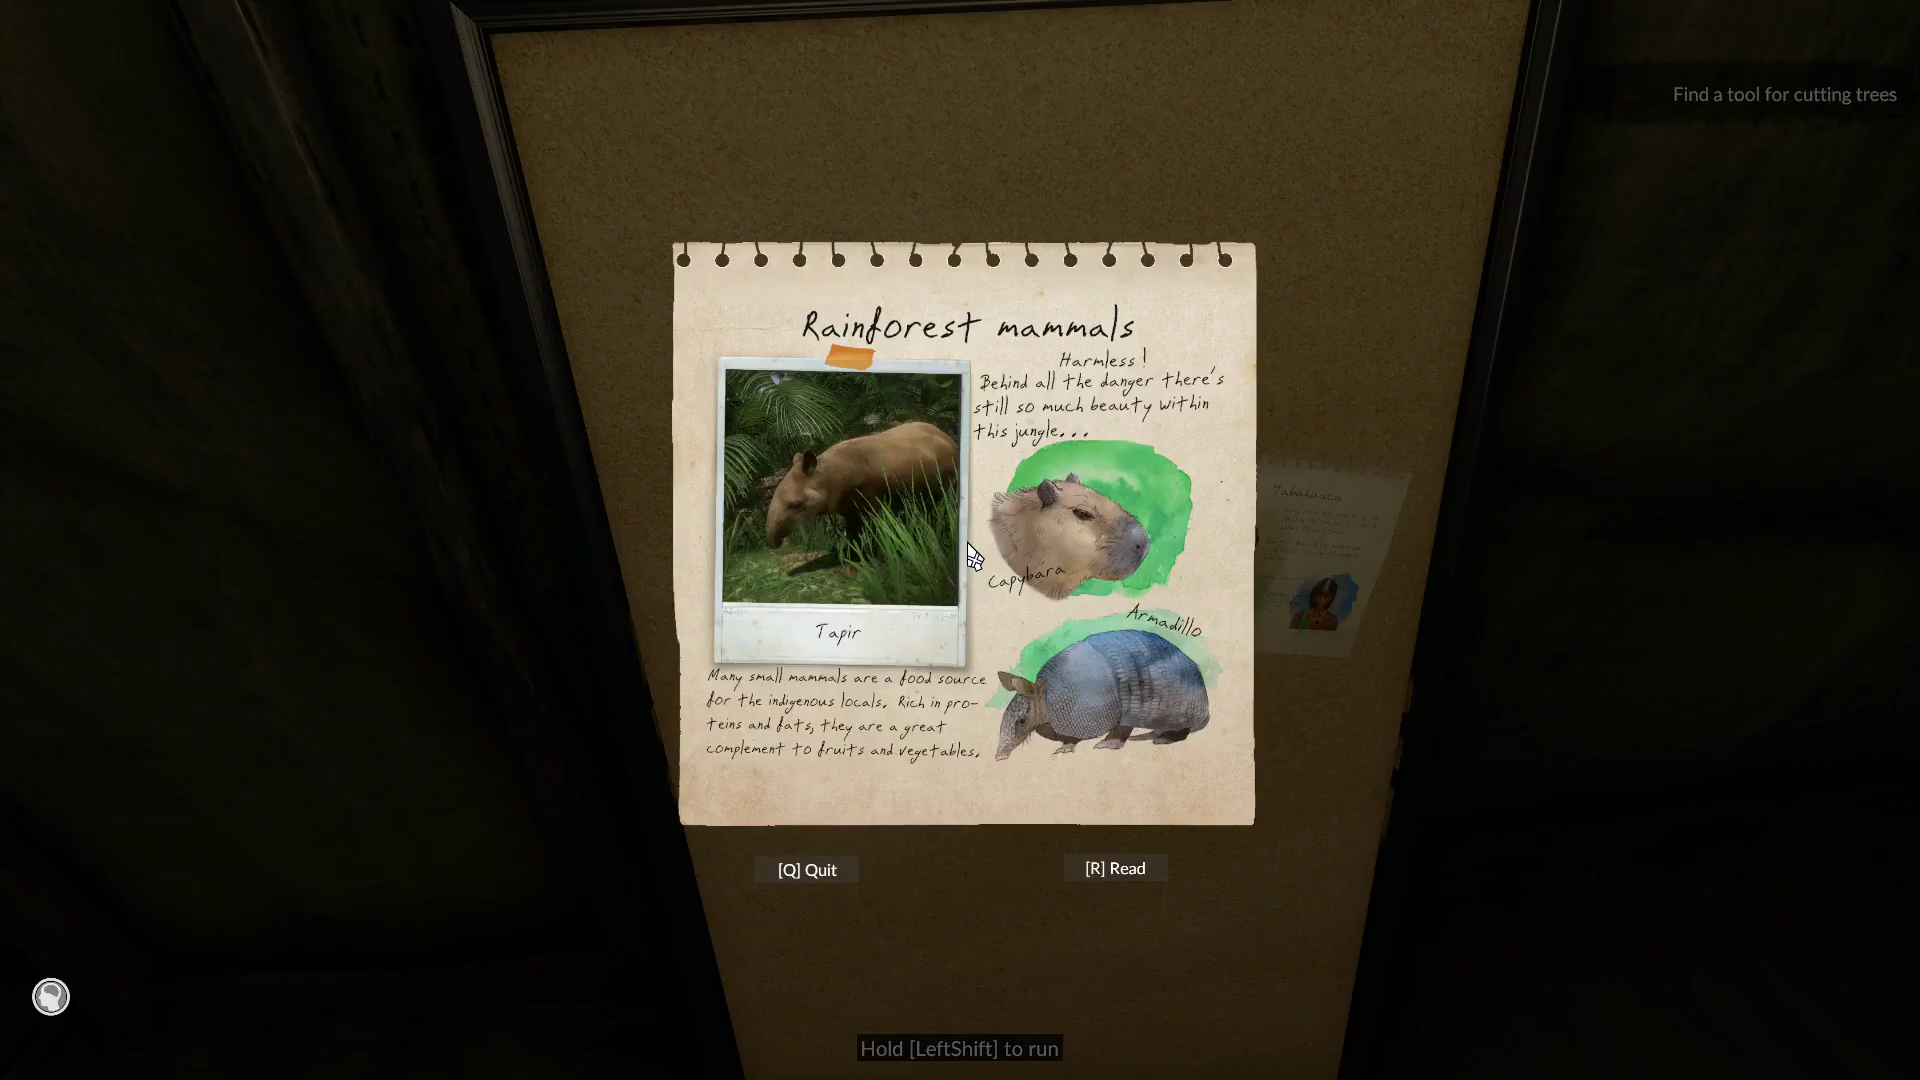 Find a tool for cutting trees
Rainforest mammals
Harmless!
Behind all the danger there's
still so much beauty within
this jungle...
Capybara
Armadillo
Tapir
Many small mammals are a food source
for the indigenous locals. Rich in pro-
teins and fats, they are a great
complement to fruits and vegetables.
Yabahuaca
[Q] Quit
[R] Read
Hold [LeftShift] to run